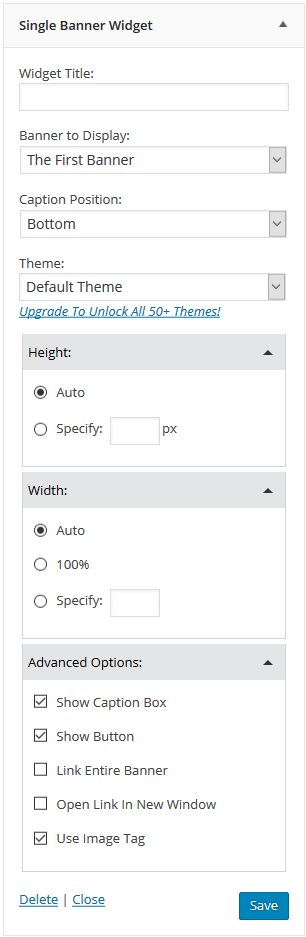 Single Banner Widget
Widget Title:
Banner to Display:
The First Banner
Caption Position:
Bottom
Theme:
Default Theme
Upgrade To Unlock All 50+ Themes!
Height:
Auto
Specify: px
Width:
Auto
100%
Specify:
Advanced Options:
Show Caption Box
Show Button
Link Entire Banner
Open Link In New Window
Use Image Tag
Delete | Close Save